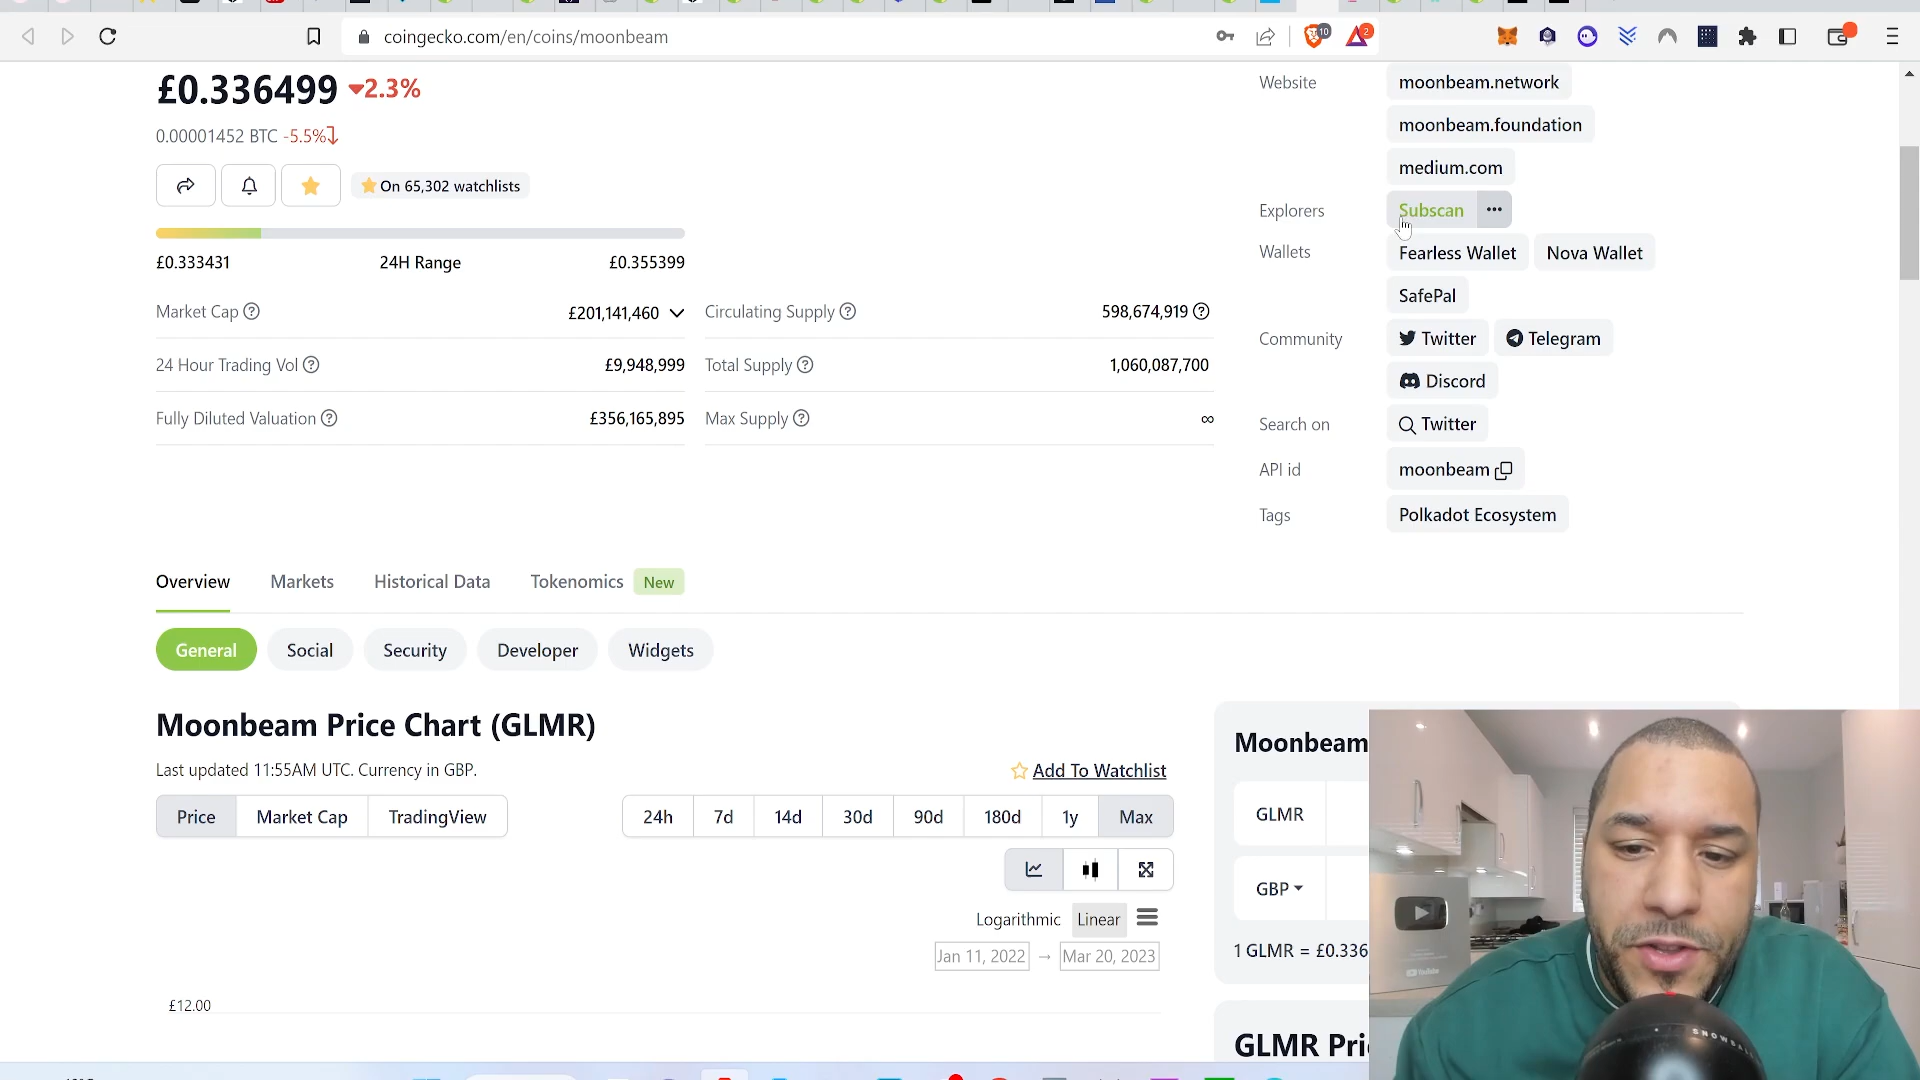 coingecko.com/en/coins/moonbeam
10
2
£0.336499 2.3%
0.00001452 BTC -5.5%
On 65,302 watchlists
£0.333431 24H Range £0.355399
Market Cap £201,141,460
24 Hour Trading Vol £9,948,999
Fully Diluted Valuation £356,165,895
Circulating Supply 598,674,919
Total Supply 1,060,087,700
Max Supply ∞
Website moonbeam.network
moonbeam.foundation
medium.com
Explorers Subscan
Wallets Fearless Wallet Nova Wallet
SafePal
Community Twitter Telegram
Discord
Search on Twitter
API id moonbeam
Tags Polkadot Ecosystem
Overview Markets Historical Data Tokenomics New
General Social Security Developer Widgets
Moonbeam Price Chart (GLMR)
Last updated 11:55AM UTC. Currency in GBP.
Add To Watchlist
Price Market Cap TradingView
24h 7d 14d 30d 90d 180d 1y Max
Logarithmic Linear
Jan 11, 2022 → Mar 20, 2023
£12.00
Moonbeam
GLMR
GBP
1 GLMR = £0.336
GLMR Pri
YouTube
SNOWBA